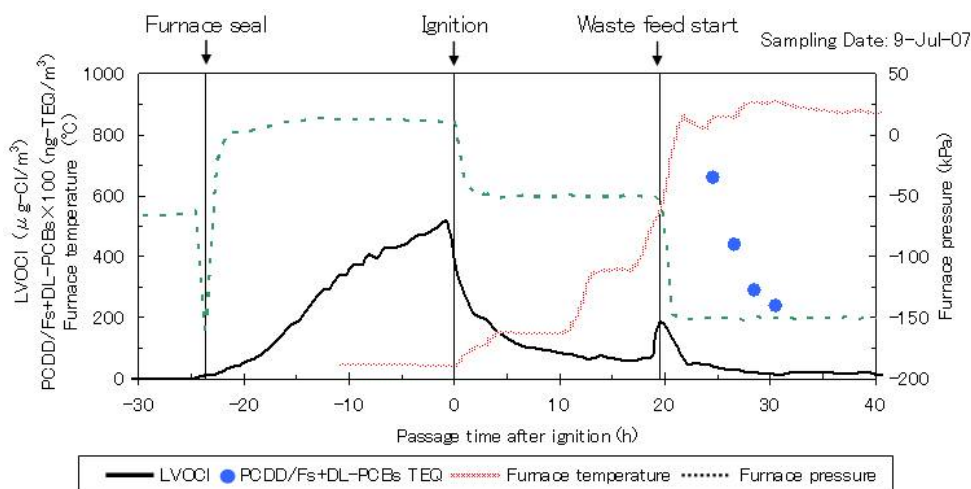 Furnace seal
Ignition
Waste feed start
Sampling Date: 9-Jul-07
LVOCl (μg-Cl/m³)
PCDD/Fs+DL-PCBs×100 (ng-TEQ/m³)
Furnace temperature (℃)
1000
800
600
400
200
0
50
0
-50
-100
-150
-200
Furnace pressure (kPa)
-30
-20
-10
0
10
20
30
40
Passage time after ignition (h)
LVOCl
PCDD/Fs+DL-PCBs TEQ
Furnace temperature
Furnace pressure